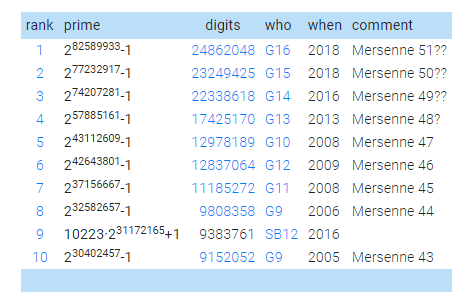 rank prime digits who when comment
1 2^82589933-1 24862048 G16 2018 Mersenne 51??
2 2^77232917-1 23249425 G15 2018 Mersenne 50??
3 2^74207281-1 22338618 G14 2016 Mersenne 49??
4 2^57885161-1 17425170 G13 2013 Mersenne 48?
5 2^43112609-1 12978189 G10 2008 Mersenne 47
6 2^42643801-1 12837064 G12 2009 Mersenne 46
7 2^37156667-1 11185272 G11 2008 Mersenne 45
8 2^32582657-1 9808358 G9 2006 Mersenne 44
9 10223·2^31172165+1 9383761 SB12 2016
10 2^30402457-1 9152052 G9 2005 Mersenne 43